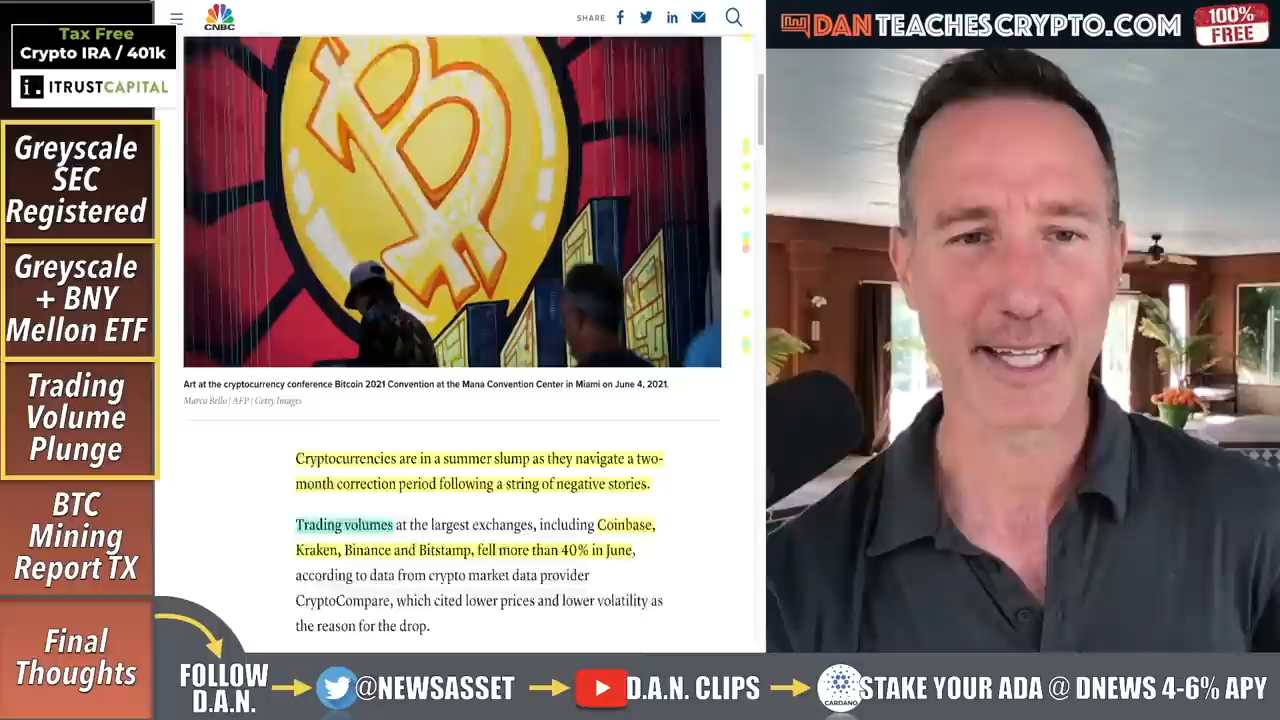 Tax Free
Crypto IRA / 401k
i. ITRUSTCAPITAL
Greyscale
SEC
Registered
Greyscale
+ BNY
Mellon ETF
Trading
Volume
Plunge
BTC
Mining
Report TX
Final
Thoughts
CNBC
SHARE
B
Art at the cryptocurrency conference Bitcoin 2021 Convention at the Mana Convention Center in Miami on June 4, 2021.
Marco Bello | AFP | Getty Images
Cryptocurrencies are in a summer slump as they navigate a two-
month correction period following a string of negative stories.
Trading volumes at the largest exchanges, including Coinbase,
Kraken, Binance and Bitstamp, fell more than 40% in June,
according to data from crypto market data provider
CryptoCompare, which cited lower prices and lower volatility as
the reason for the drop.
DANTEACHESCRYPTO.COM
100%
FREE
FOLLOW
D.A.N.
@NEWSASSET
D.A.N. CLIPS
CARDANO
STAKE YOUR ADA @ DNEWS 4-6% APY